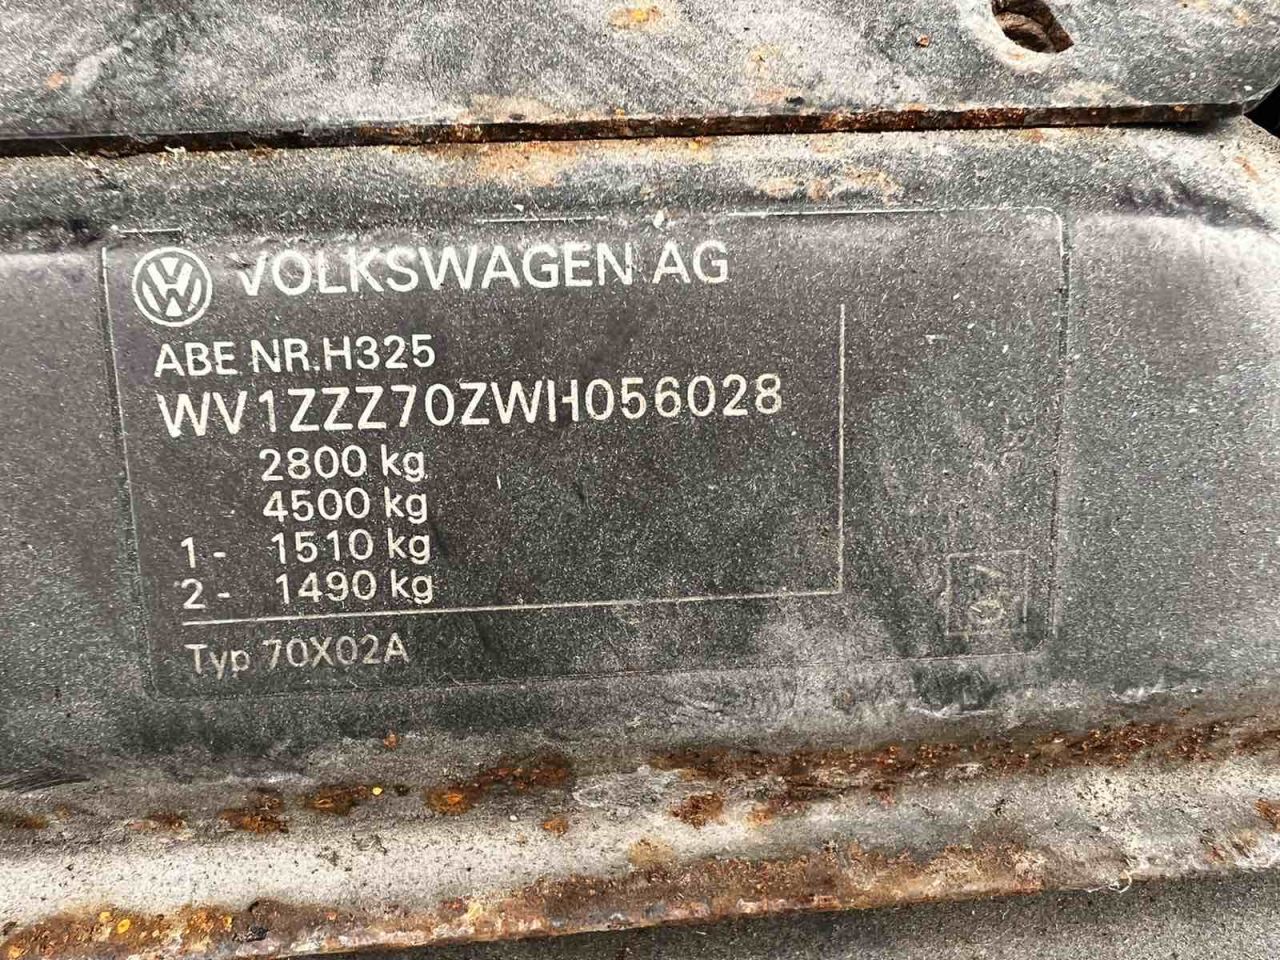 VOLKSWAGEN AG
ABE NR.H325
WV1ZZZ70ZWH056028
2800 kg
4500 kg
1- 1510 kg
2- 1490 kg
Typ 70X02A